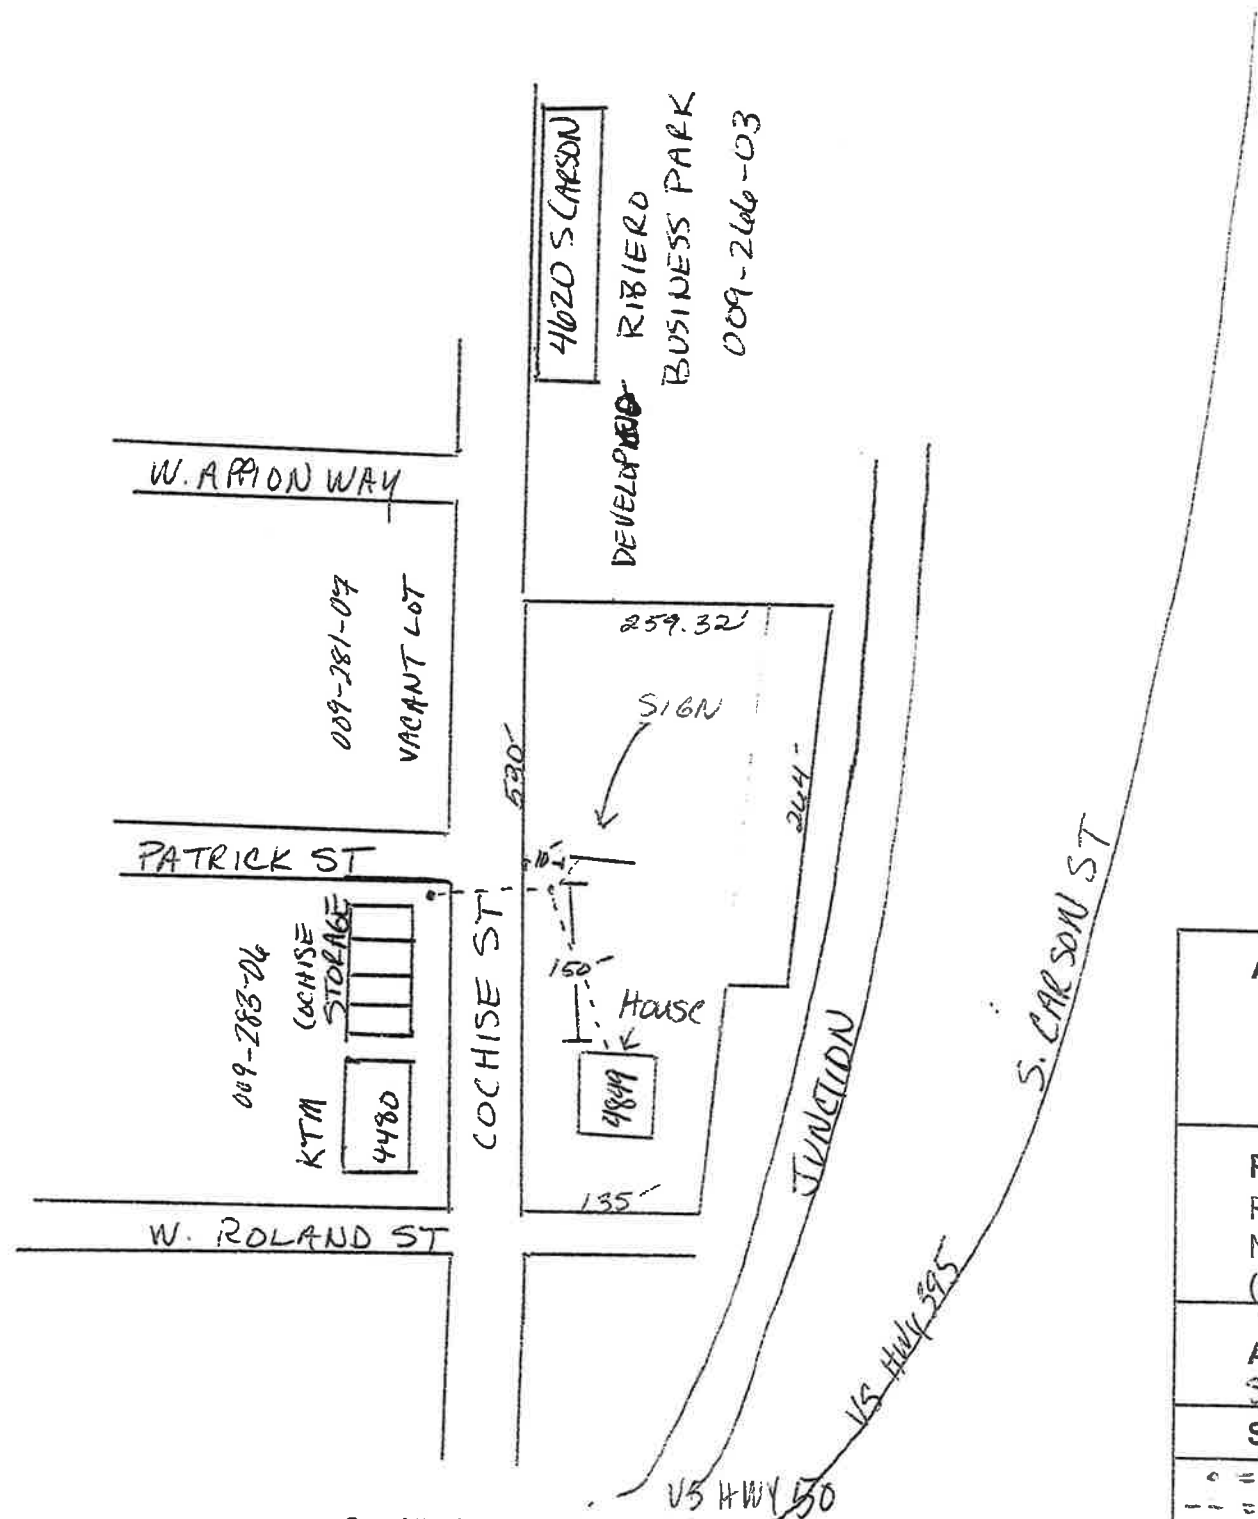 4620 S CARSON
RIBIERO
BUSINESS PARK
009-266-03
W. APPION WAY
009-281-07
VACANT LOT
259.32'
SIGN
530'
264'
PATRICK ST
10'
COCHISE ST
009-283-06
COCHISE
STORAGE
KTM
4480
150'
HOUSE
4849
135'
W. ROLAND ST
JUNCTION
S. CARSON ST
US HWY 395
US HWY 50